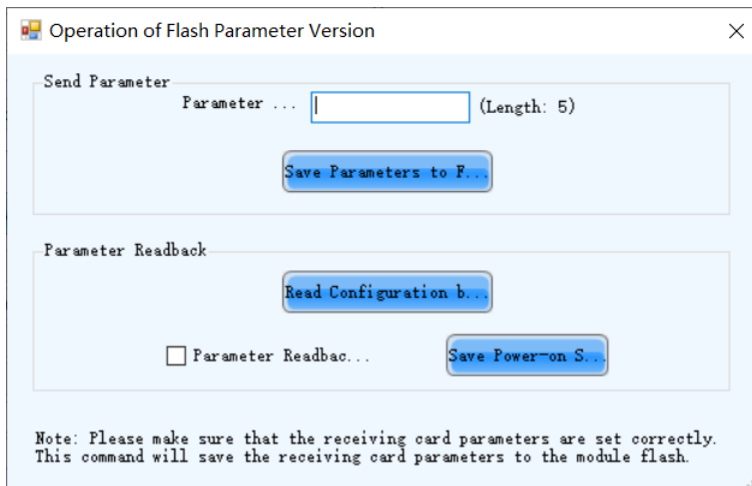 Operation of Flash Parameter Version
Send Parameter
Parameter ... (Length: 5)
Save Parameters to F...
Parameter Readback
Read Configuration b...
Parameter Readbac... Save Power-on S...
Note: Please make sure that the receiving card parameters are set correctly.
This command will save the receiving card parameters to the module flash.